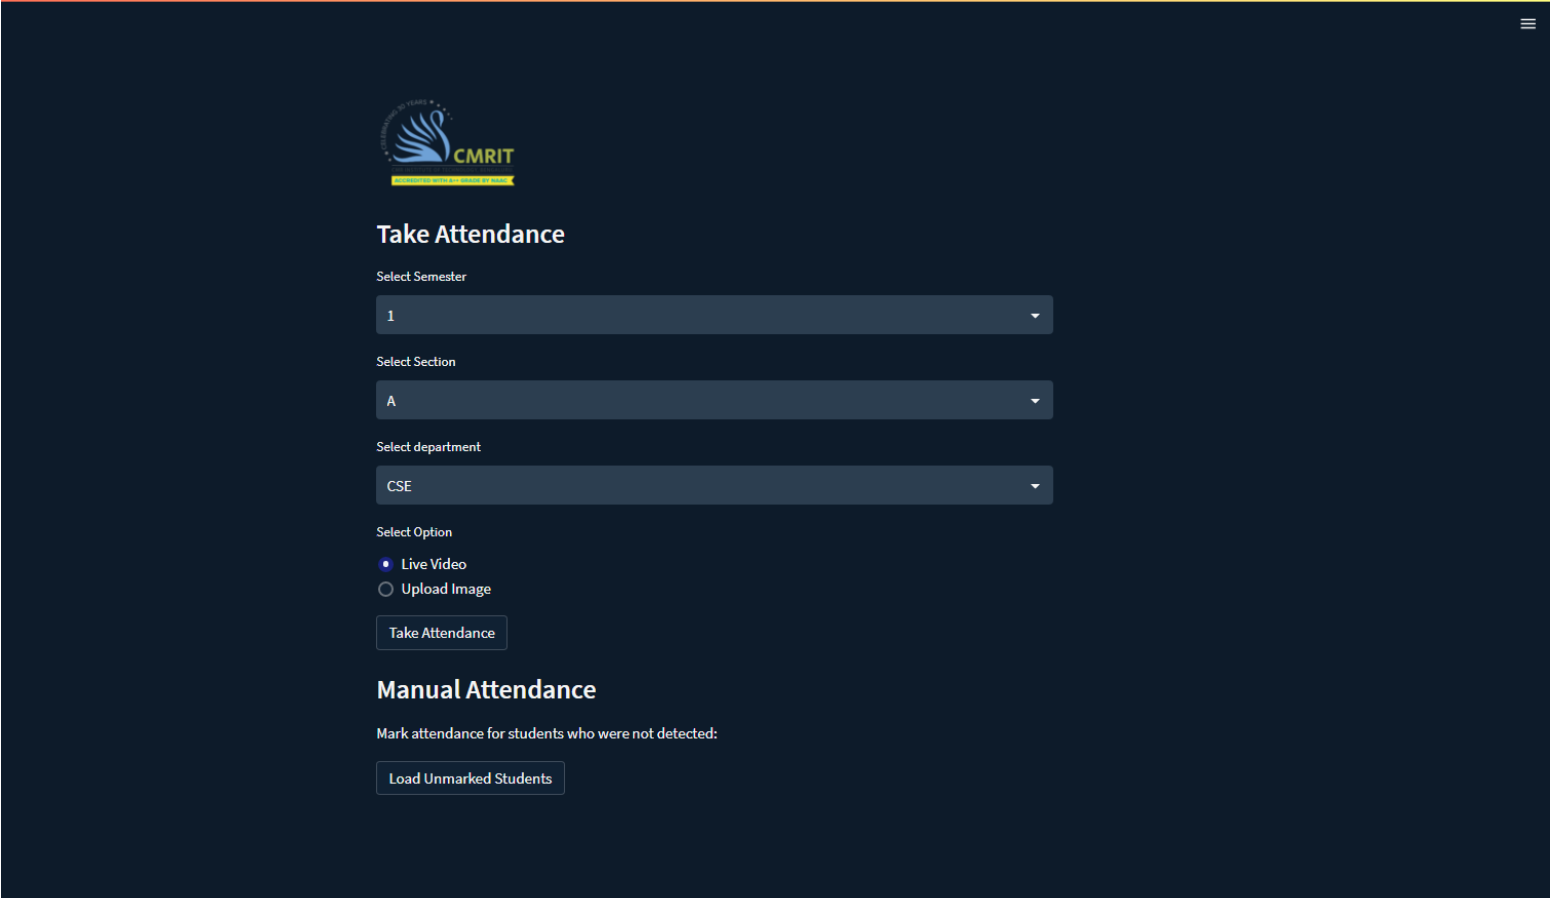 CELEBRATING 30 YEARS
CMRIT
ACCREDITED WITH A++ GRADE BY NAAC
Take Attendance
Select Semester
1
Select Section
A
Select department
CSE
Select Option
Live Video
Upload Image
Take Attendance
Manual Attendance
Mark attendance for students who were not detected:
Load Unmarked Students